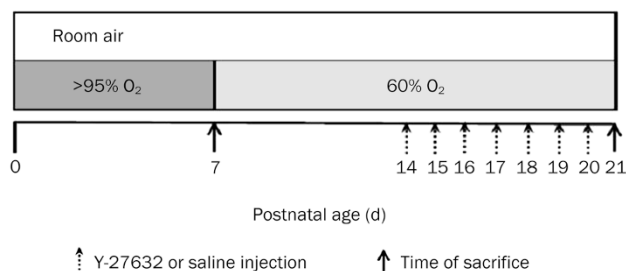 Room air
>95% O₂ 60% O₂
0 7 14 15 16 17 18 19 20 21
Postnatal age (d)
Y-27632 or saline injection Time of sacrifice